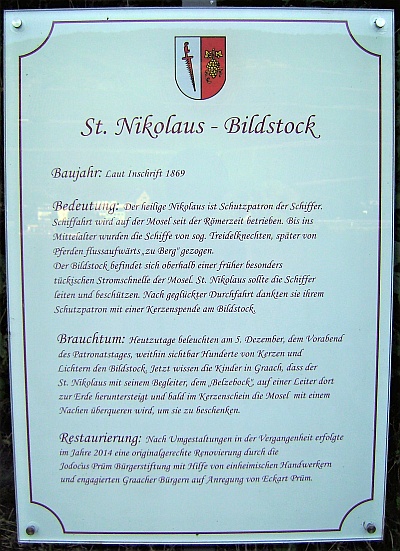 St. Nikolaus - Bildstock
Baujahr: Laut Inschrift 1869
Bedeutung: Der heilige Nikolaus ist Schutzpatron der Schiffer.
Schiffahrt wird auf der Mosel seit der Römerzeit betrieben. Bis ins
Mittelalter wurden die Schiffe von sog. Treidelknechten, später von
Pferden flussaufwärts „zu Berg" gezogen.
Der Bildstock befindet sich oberhalb einer früher besonders
tückischen Stromschnelle der Mosel. St. Nikolaus sollte die Schiffer
leiten und beschützen. Nach geglückter Durchfahrt dankten sie ihrem
Schutzpatron mit einer Kerzenspende am Bildstock.
Brauchtum: Heutzutage beleuchten am 5. Dezember, dem Vorabend
des Patronatstages, weithin sichtbar Hunderte von Kerzen und
Lichtern den Bildstock. Jetzt wissen die Kinder in Graach, dass der
St. Nikolaus mit seinem Begleiter, dem „Belzebock", auf einer Leiter dort
zur Erde heruntersteigt und bald im Kerzenschein die Mosel mit einem
Nachen überqueren wird, um sie zu beschenken.
Restaurierung: Nach Umgestaltungen in der Vergangenheit erfolgte
im Jahre 2014 eine originalgerechte Renovierung durch die
Jodocus Prüm Bürgerstiftung mit Hilfe von einheimischen Handwerkern
und engagierten Graacher Bürgern auf Anregung von Eckart Prüm.